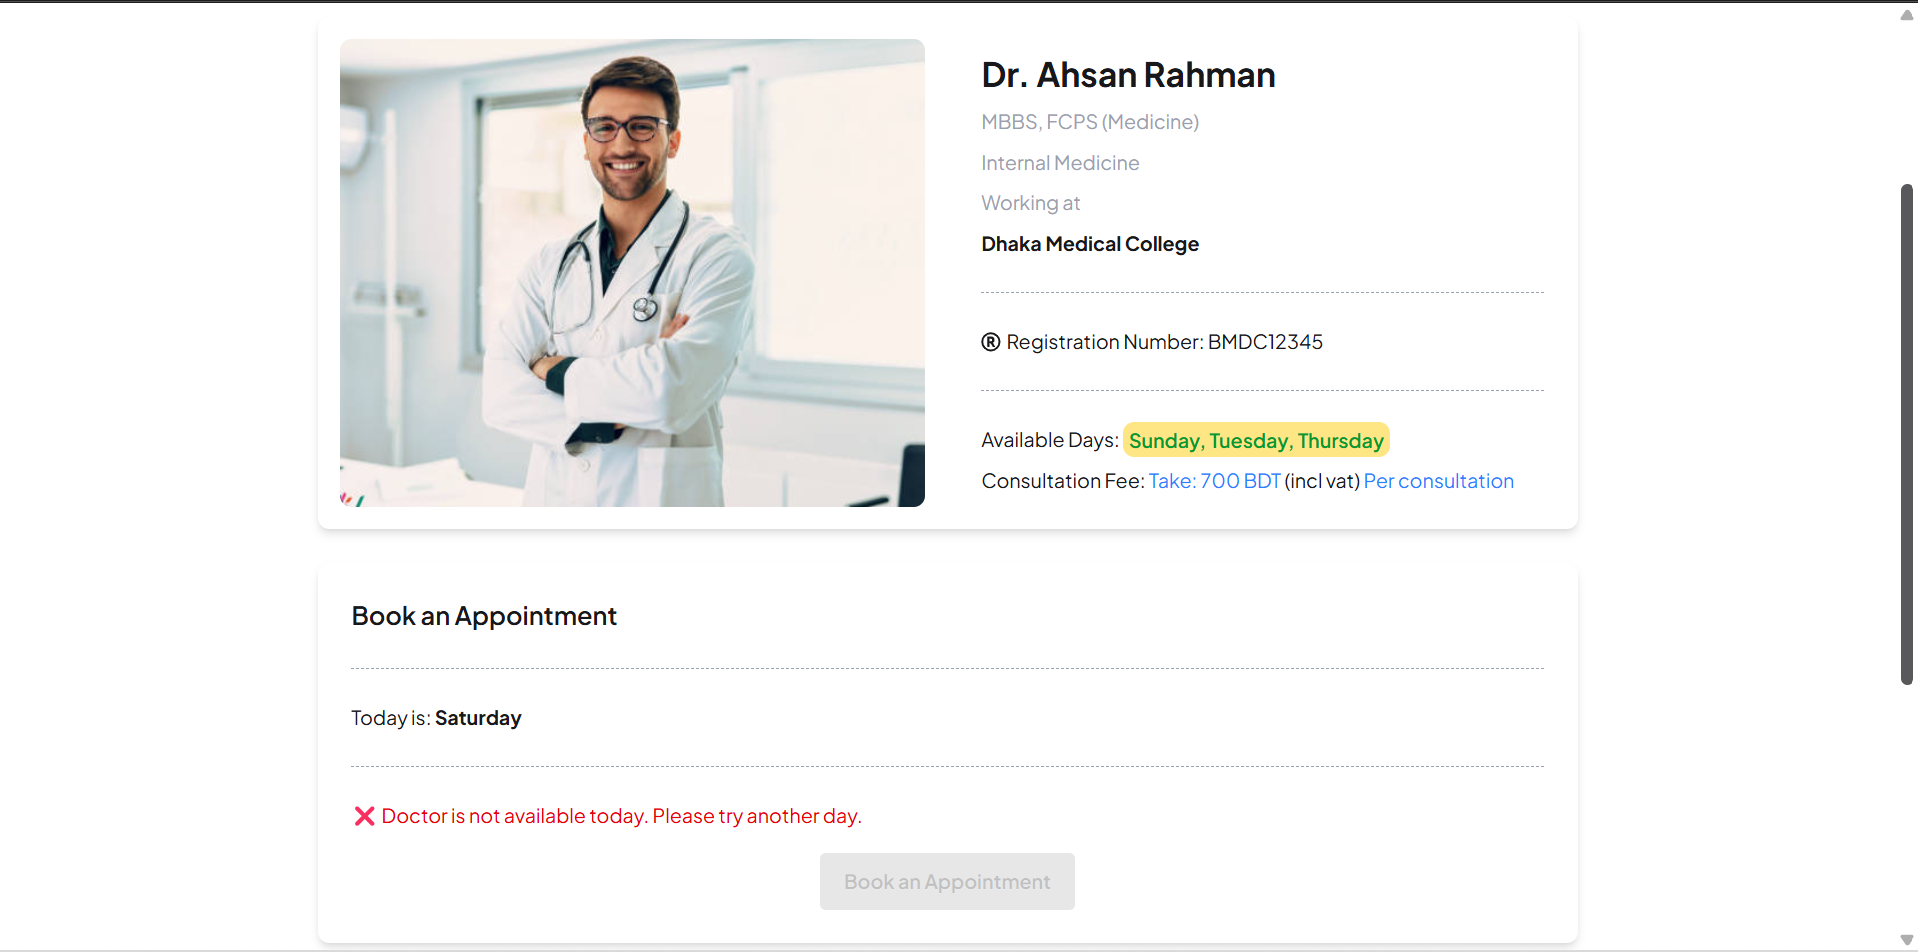 Dr. Ahsan Rahman
MBBS, FCPS (Medicine)
Internal Medicine
Working at
Dhaka Medical College
® Registration Number: BMDC12345
Available Days: Sunday, Tuesday, Thursday
Consultation Fee: Take: 700 BDT (incl vat) Per consultation
Book an Appointment
Today is: Saturday
❌ Doctor is not available today. Please try another day.
Book an Appointment